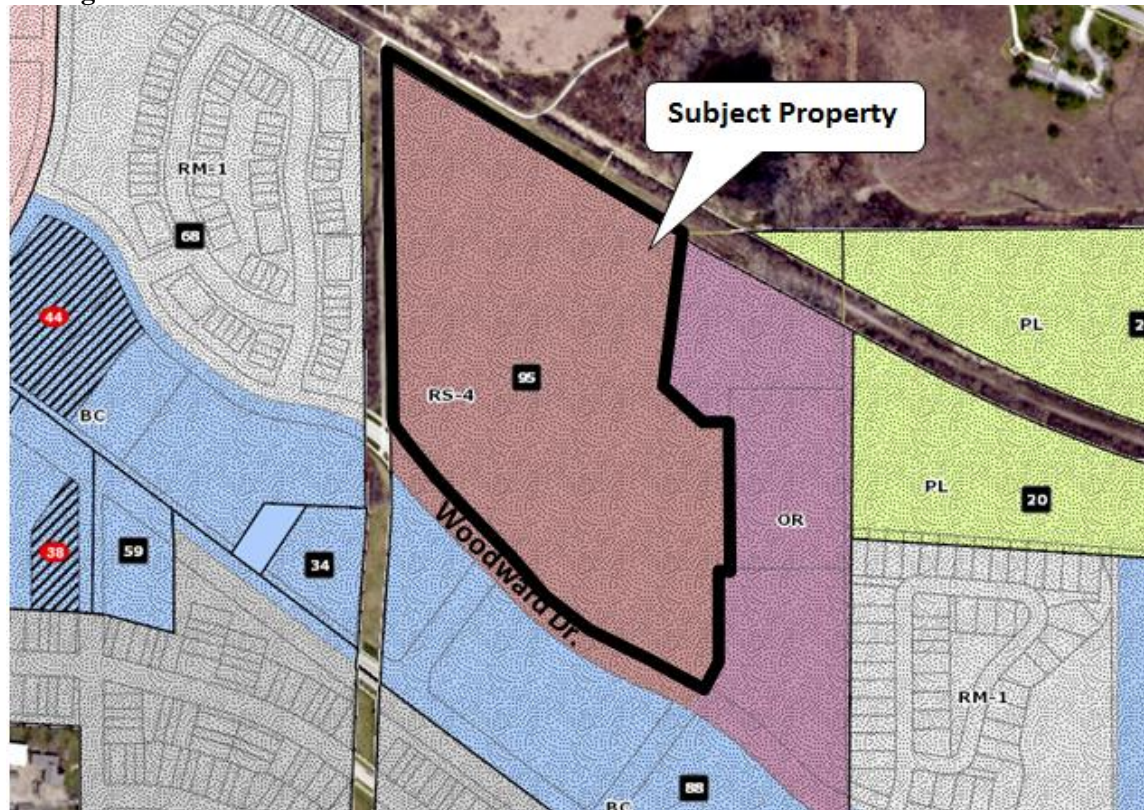 Subject Property
RM-1
68
44
PL
95
RS-4
BC
PL
20
Woodward Dr.
OR
38
59
34
RM-1
88
BC